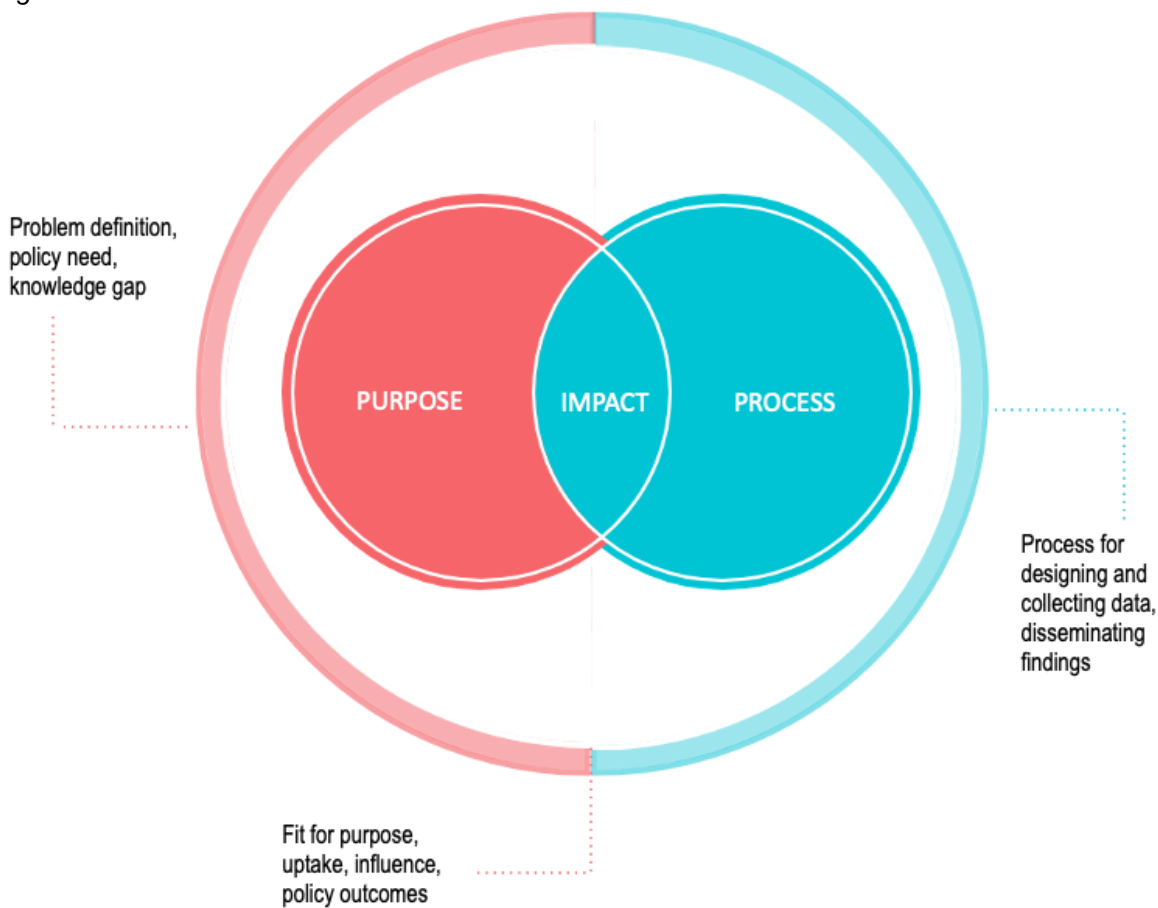 Problem definition,
policy need,
knowledge gap
PURPOSE
IMPACT
PROCESS
Process for
designing and
collecting data,
disseminating
findings
Fit for purpose,
uptake, influence,
policy outcomes